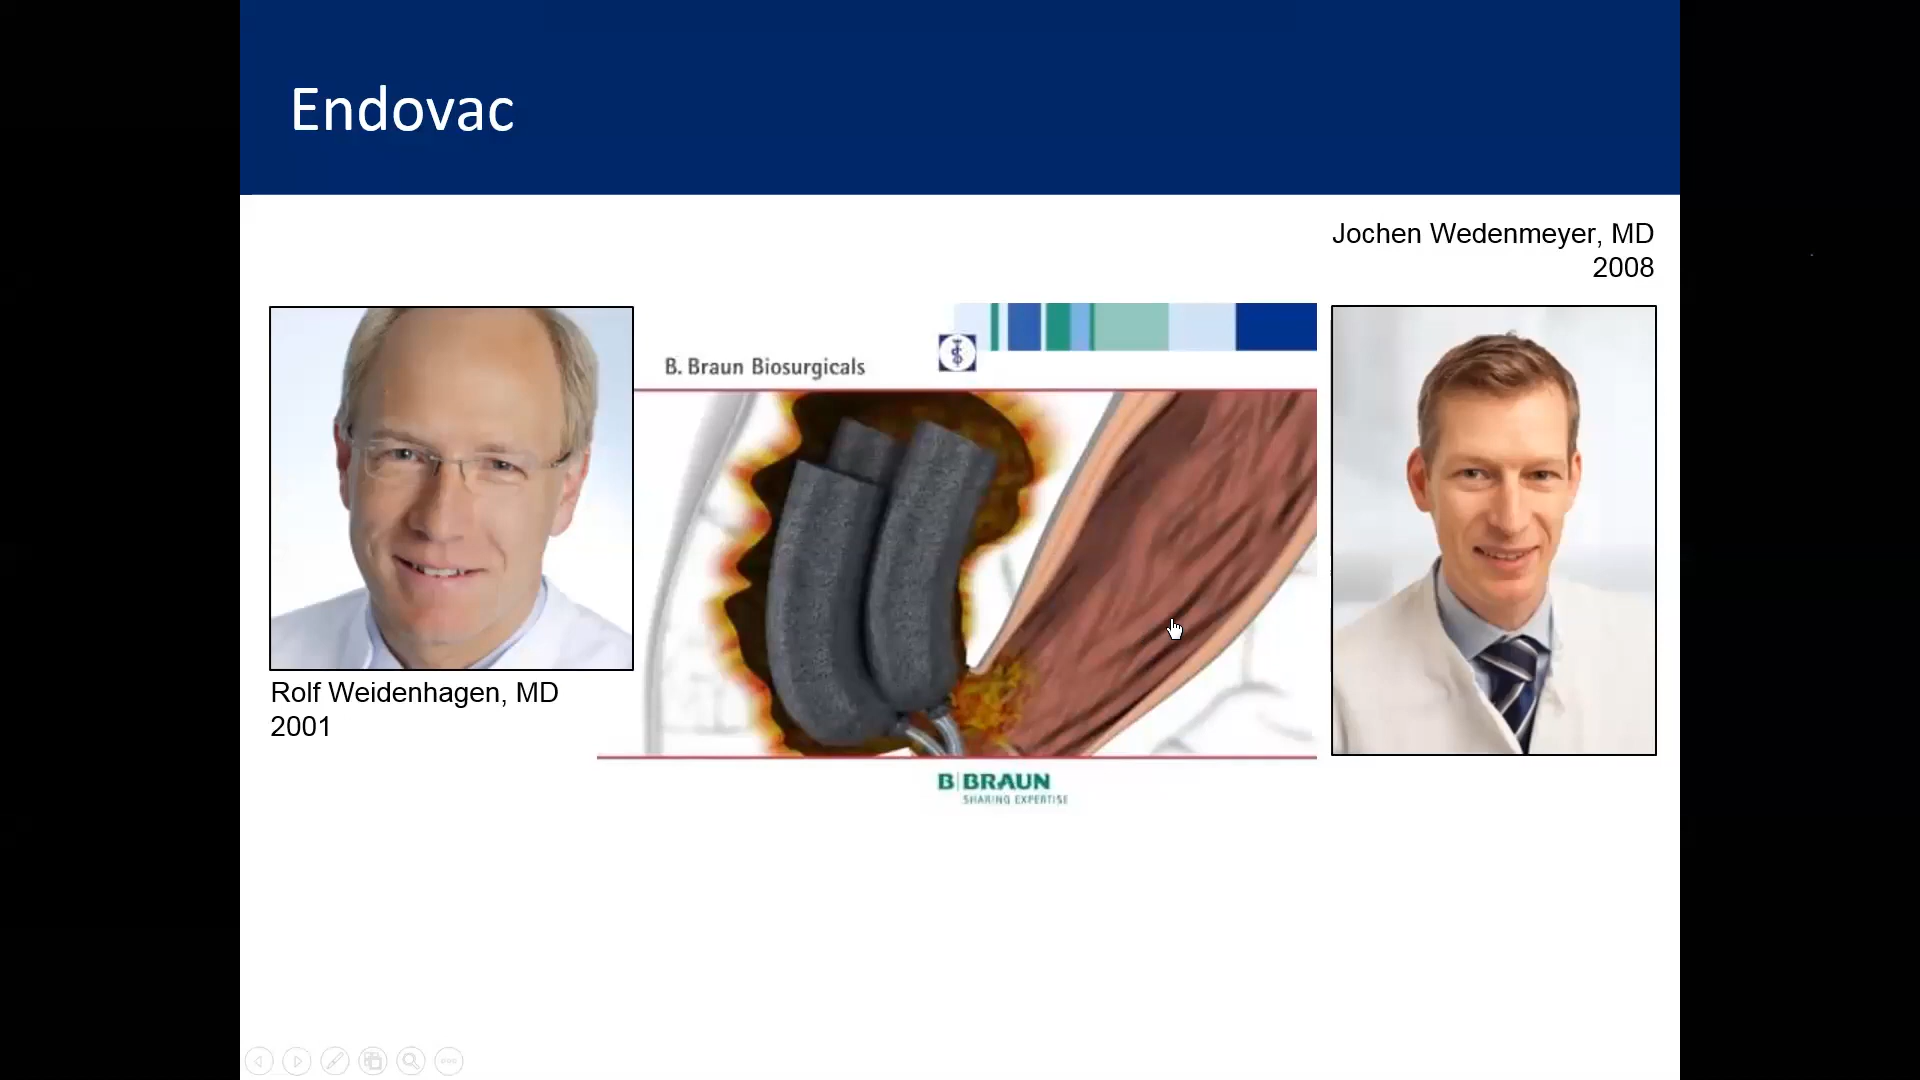 Endovac
Jochen Wedenmeyer, MD
2008
B. Braun Biosurgicals
Rolf Weidenhagen, MD
2001
B|BRAUN
SHARING EXPERTISE